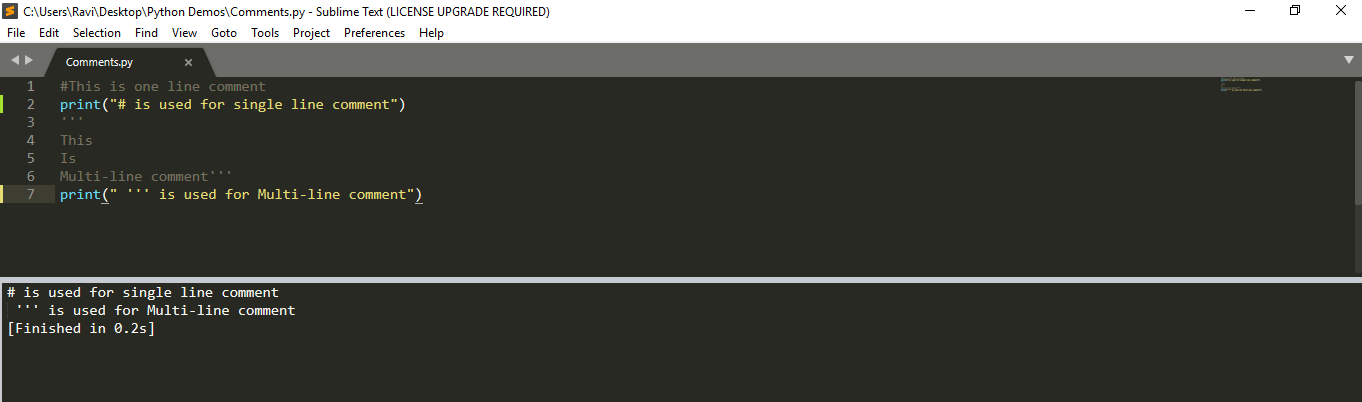 C:\Users\Ravi\Desktop\Python Demos\Comments.py - Sublime Text (LICENSE UPGRADE REQUIRED)
File Edit Selection Find View Goto Tools Project Preferences Help
Comments.py
1 #This is one line comment
2 print("# is used for single line comment")
3 '''
4 This
5 Is
6 Multi-line comment'''
7 print(" ''' is used for Multi-line comment")
# is used for single line comment
 ''' is used for Multi-line comment
[Finished in 0.2s]